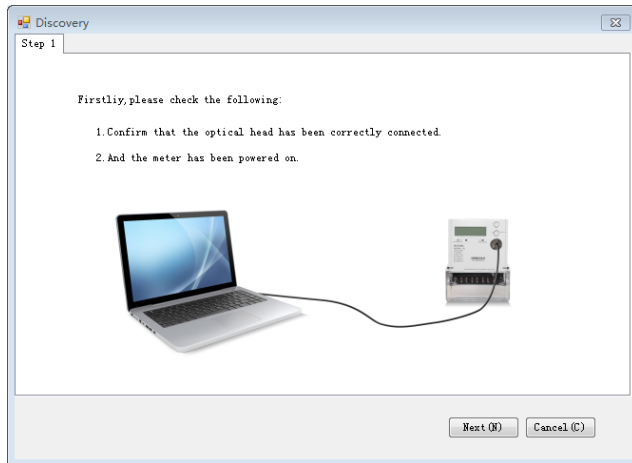 Discovery
Step 1
Firstliy,please check the following:
1.Confirm that the optical head has been correctly connected.
2.And the meter has been powered on.
Next(N) Cancel(C)